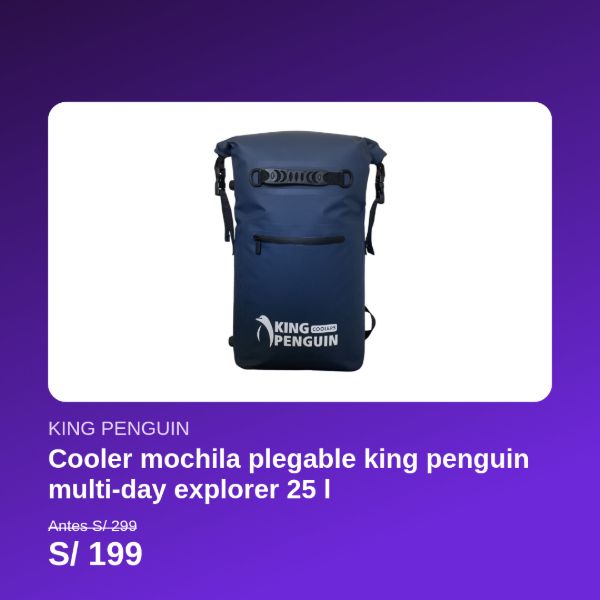 KING COOLERS
PENGUIN
KING PENGUIN
Cooler mochila plegable king penguin
multi-day explorer 25 l
Antes S/ 299
S/ 199